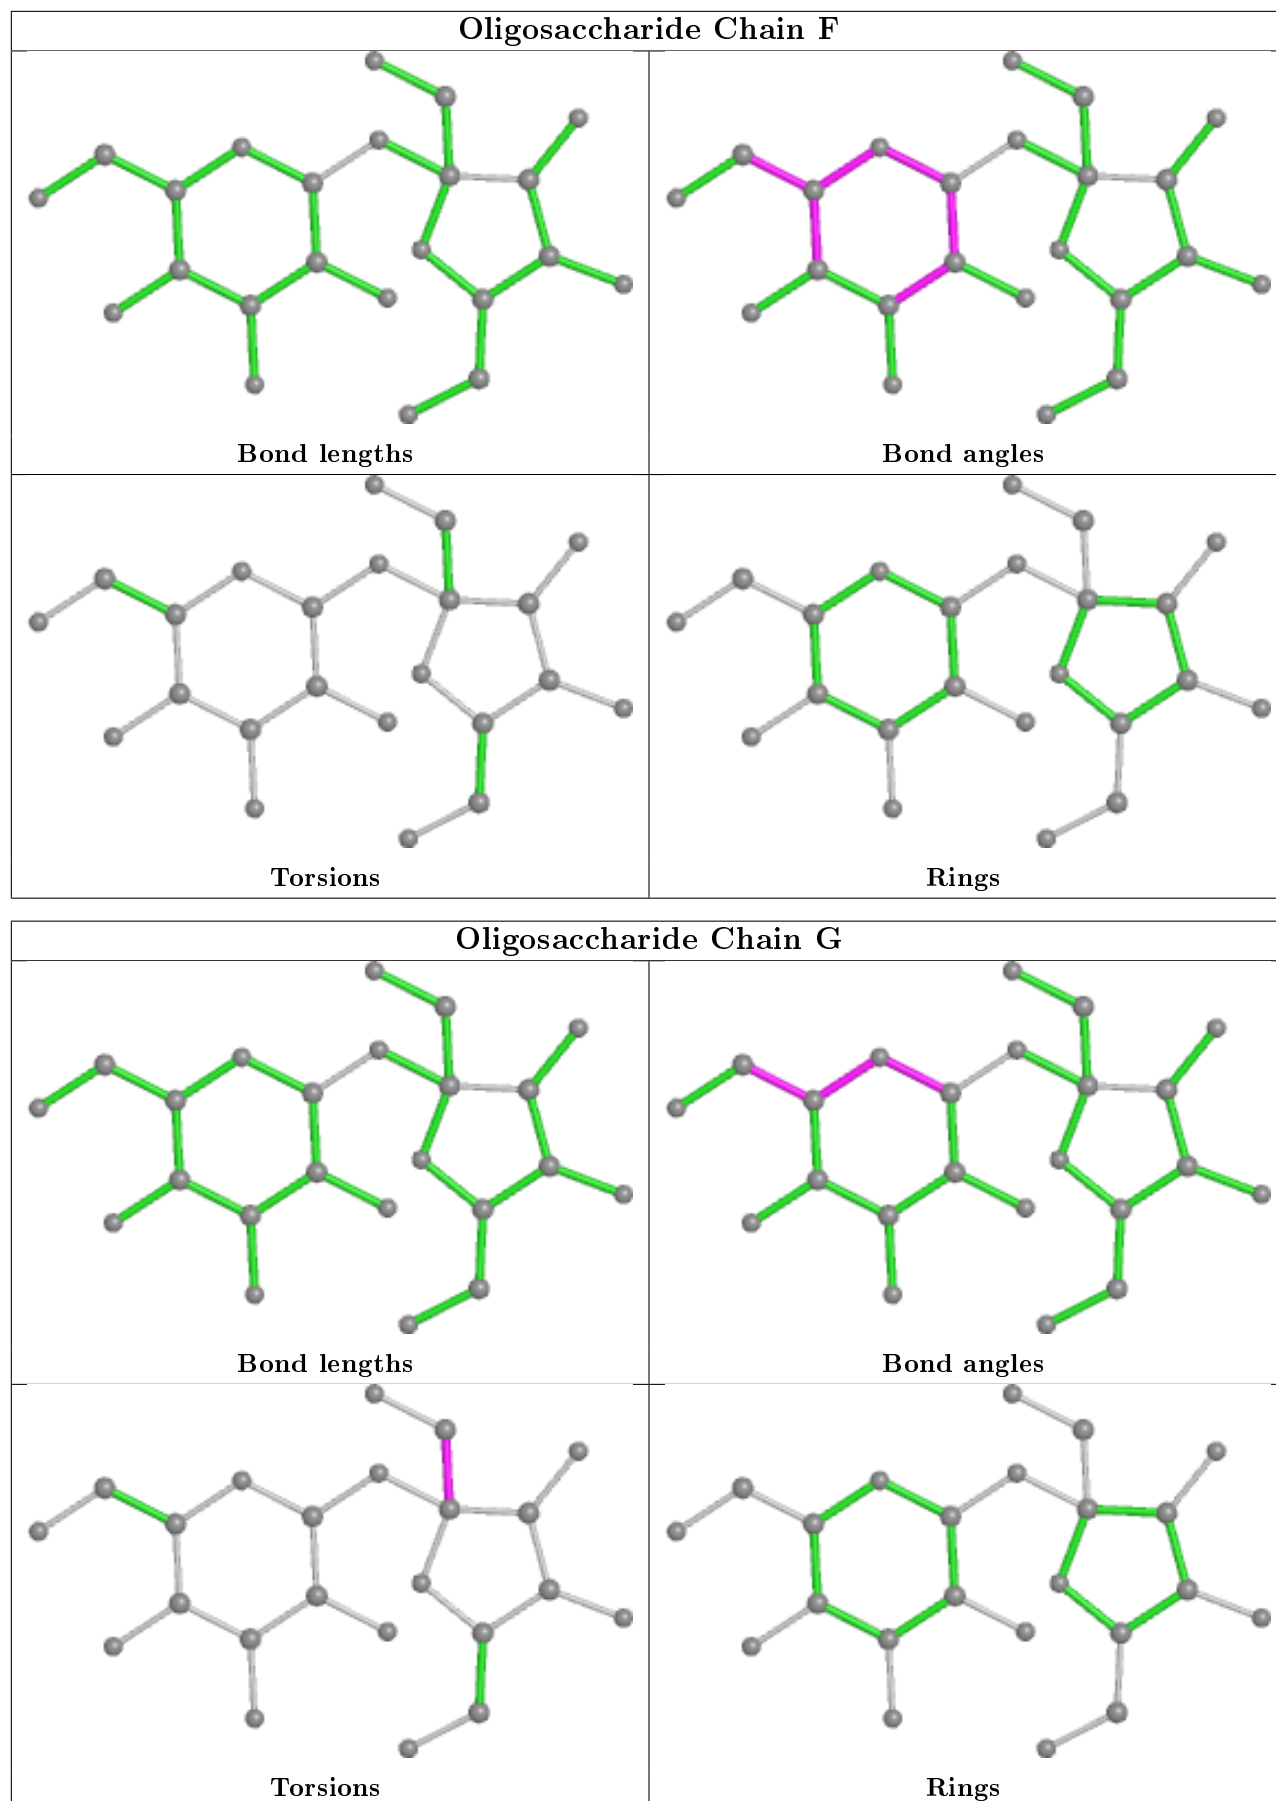 Oligosaccharide Chain F
Bond lengths
Bond angles
Torsions
Rings
Oligosaccharide Chain G
Bond lengths
Bond angles
Torsions
Rings